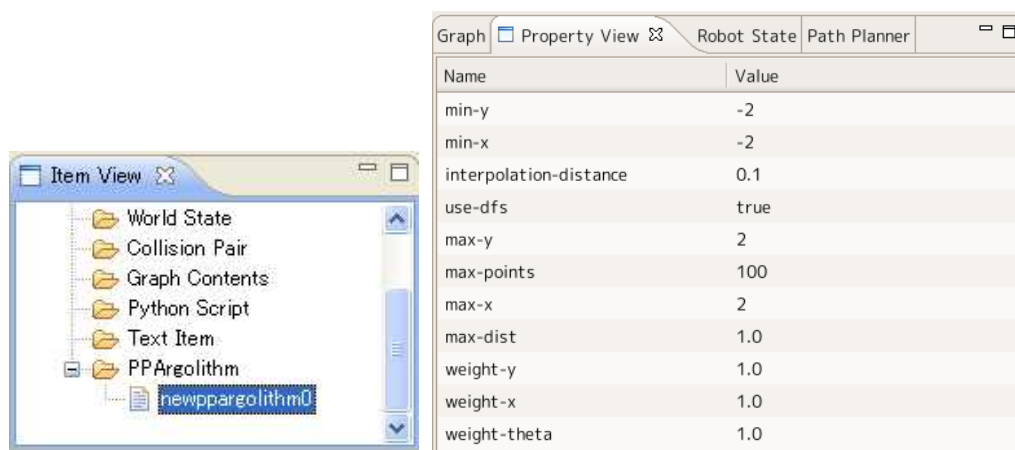 Item View
World State
Collision Pair
Graph Contents
Python Script
Text Item
PPArgolithm
newppargolithm0
Graph Property View Robot State Path Planner
Name Value
min-y -2
min-x -2
interpolation-distance 0.1
use-dfs true
max-y 2
max-points 100
max-x 2
max-dist 1.0
weight-y 1.0
weight-x 1.0
weight-theta 1.0